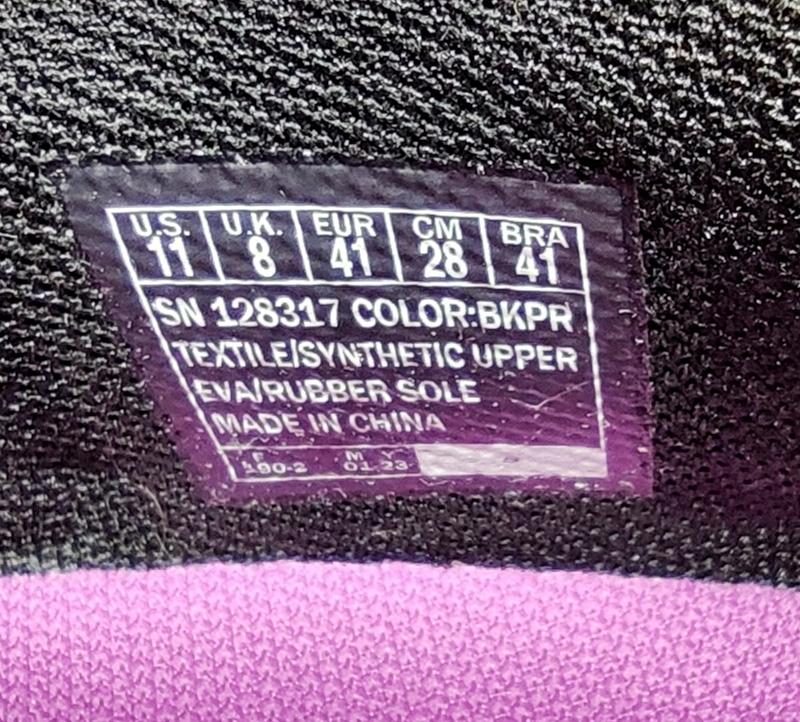 U.S. U.K. EUR CM BRA
11 8 41 28 41
SN 128317 COLOR:BKPR
TEXTILE/SYNTHETIC UPPER
EVA/RUBBER SOLE
MADE IN CHINA
F M Y
190-2 01 23